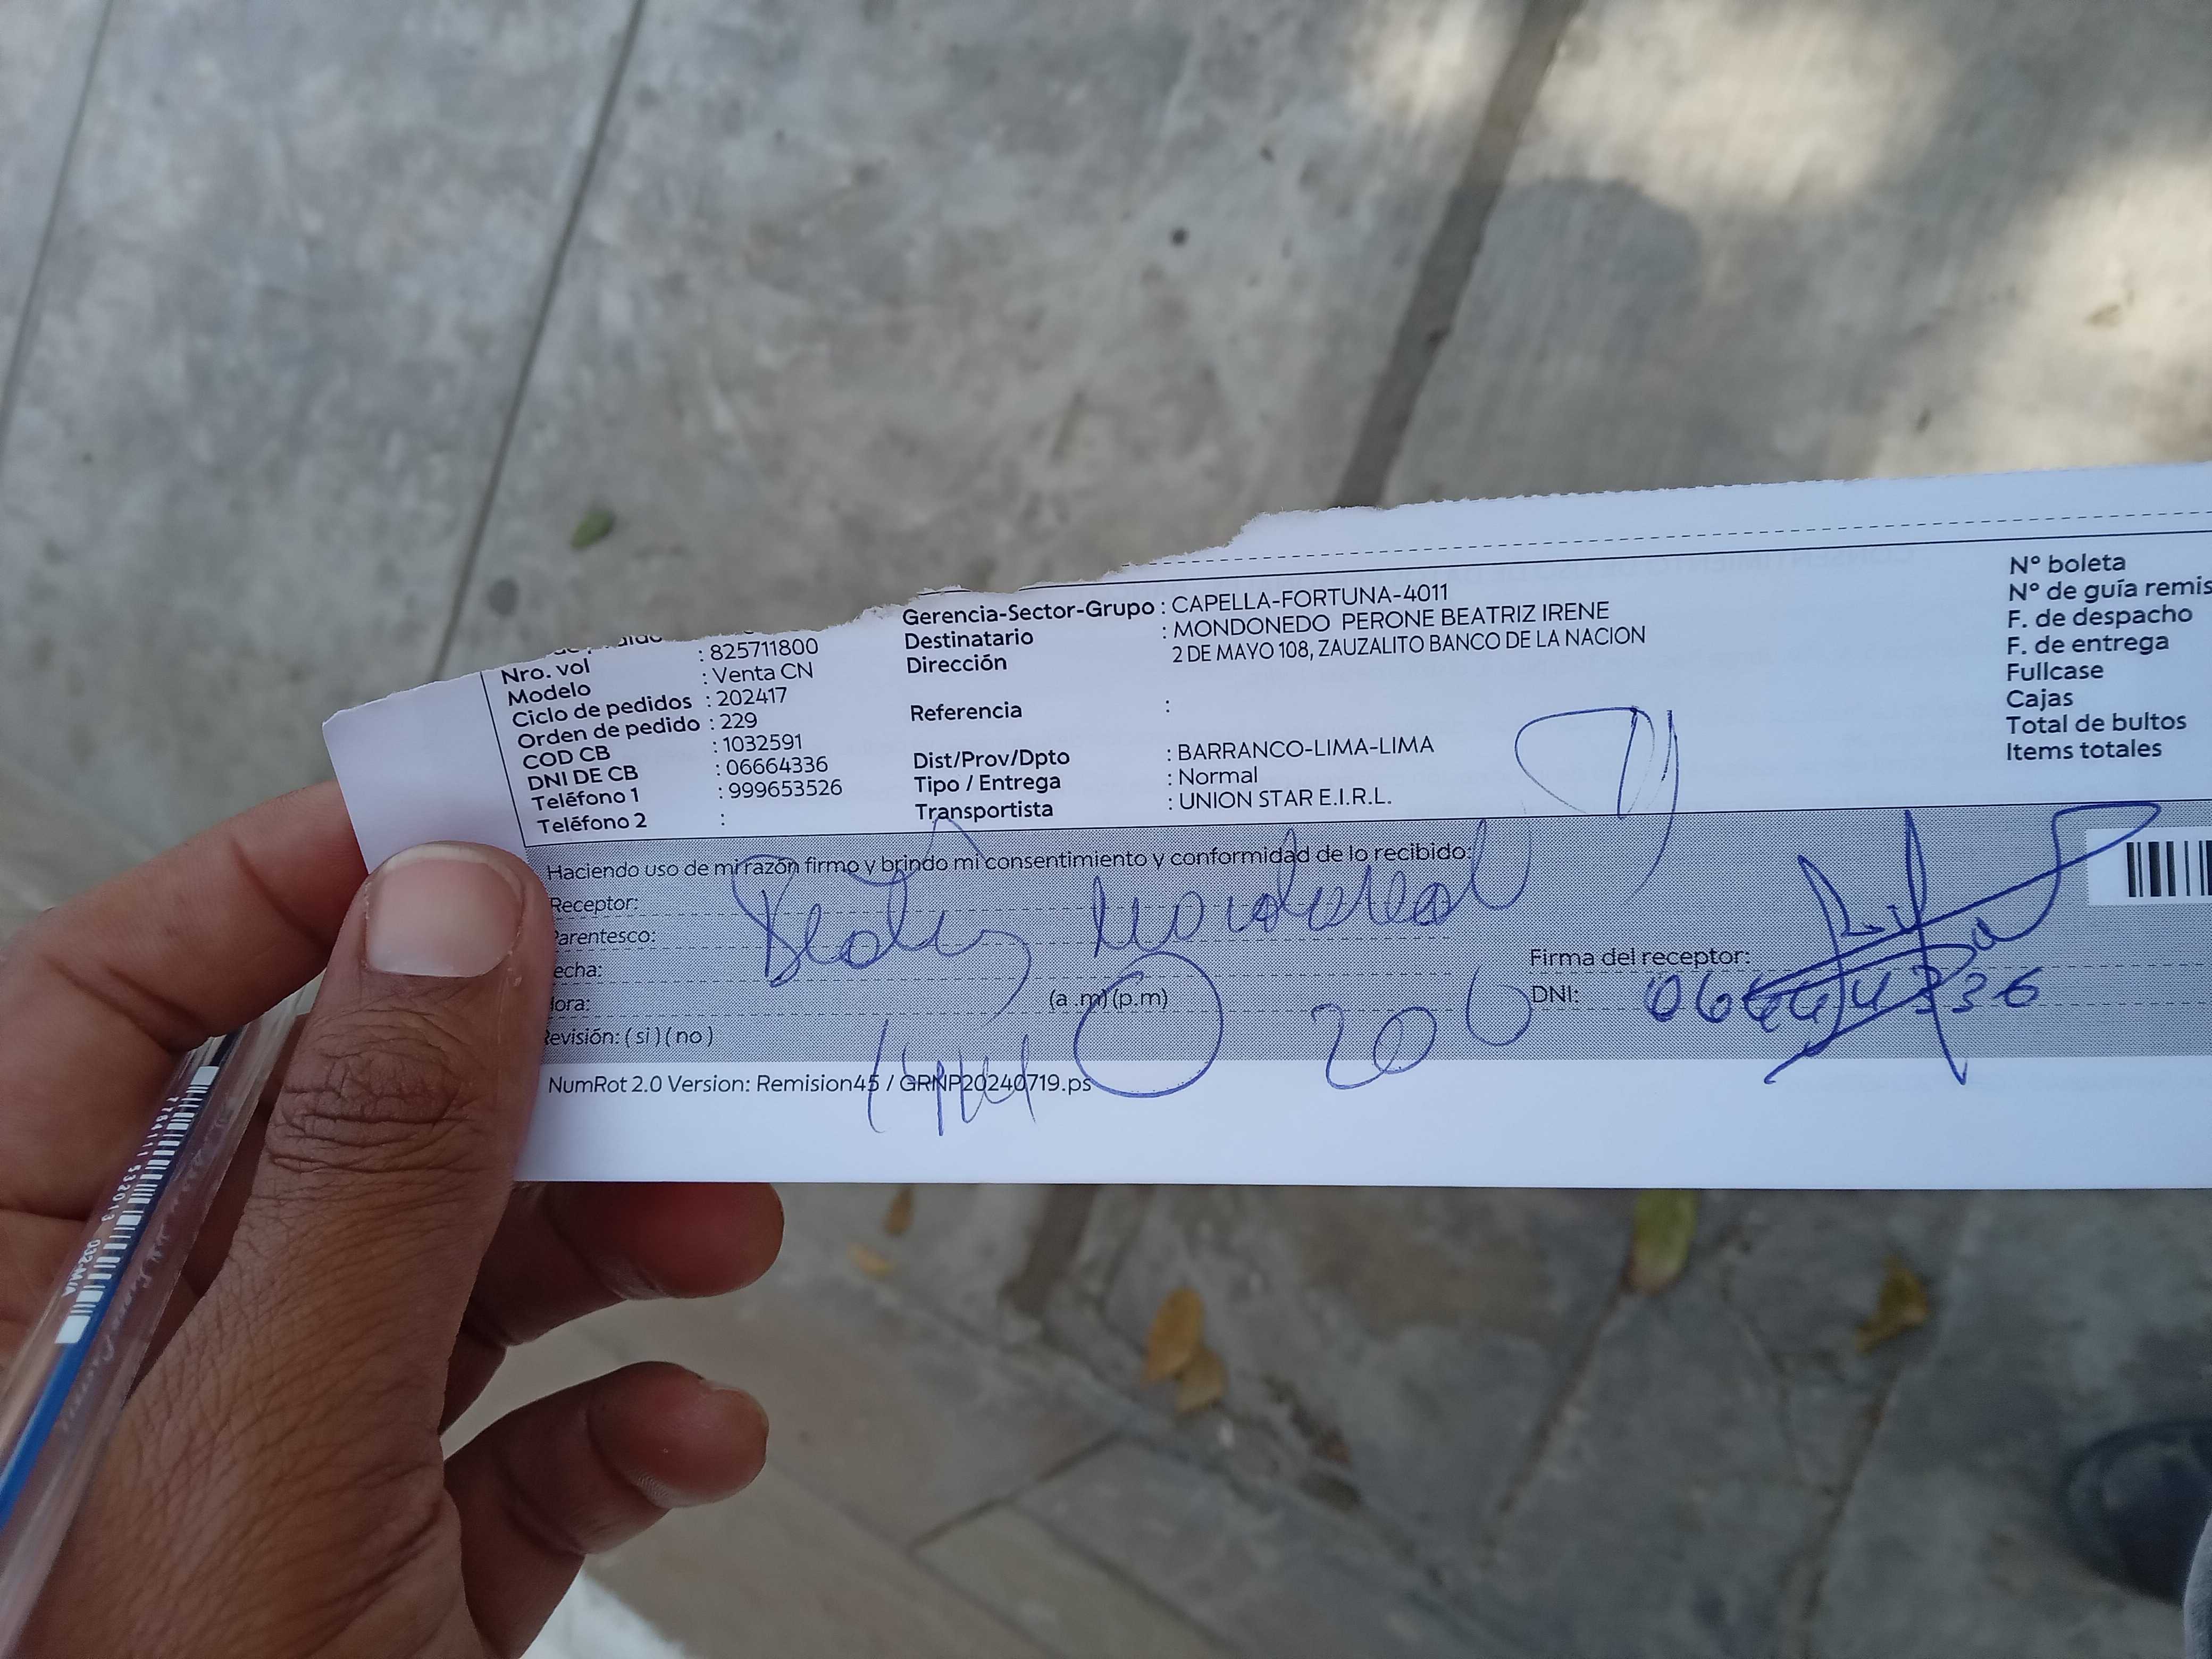 Nro. vol : 825711800
Modelo : Venta CN
Ciclo de pedidos : 202417
Orden de pedido : 229
COD CB : 1032591
DNI DE CB : 06664336
Teléfono 1 : 999653526
Teléfono 2 :
Gerencia-Sector-Grupo : CAPELLA-FORTUNA-4011
Destinatario : MONDONEDO PERONE BEATRIZ IRENE
Dirección 2 DE MAYO 108, ZAUZALITO BANCO DE LA NACION
Referencia :
Dist/Prov/Dpto : BARRANCO-LIMA-LIMA
Tipo / Entrega : Normal
Transportista : UNION STAR E.I.R.L.
N° boleta
N° de guía remis
F. de despacho
F. de entrega
Fullcase
Cajas
Total de bultos
Items totales
Haciendo uso de mi razón firmo y brindo mi consentimiento y conformidad de lo recibido:
Receptor:
arentesco:
echa:
ora: (a .m) (p.m)
Revisión: ( si ) ( no )
Firma del receptor:
DNI: 06664336
NumRot 2.0 Version: Remision45 / GRNP20240719.ps